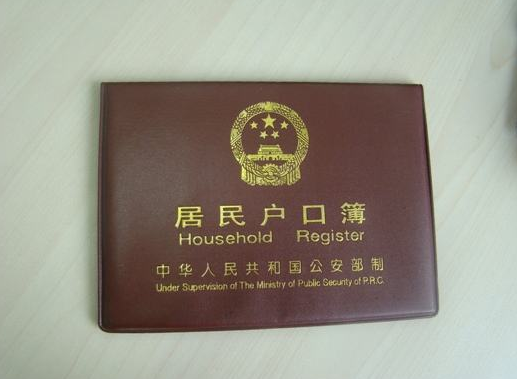 居民户口簿
Household Register
中华人民共和国公安部制
Under Supervision of The Ministry of Public Security of P.R.C.